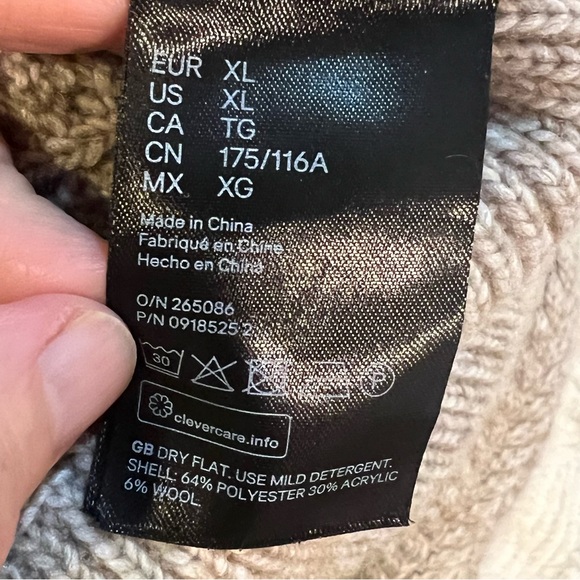 EUR XL
US XL
CA TG
CN 175/116A
MX XG
Made in China
Fabriqué en Chine
Hecho en China
O/N 265086
P/N 0918525 2
30 P
clevercare.info
GB DRY FLAT. USE MILD DETERGENT.
SHELL: 64% POLYESTER 30% ACRYLIC
6% WOOL